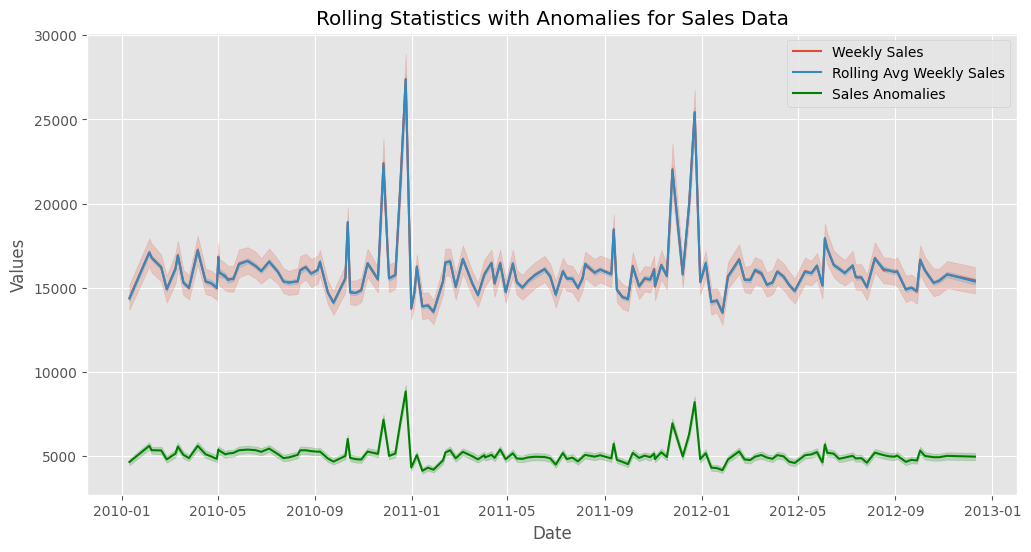 Rolling Statistics with Anomalies for Sales Data
30000
25000
20000
15000
10000
5000
Values
Weekly Sales
Rolling Avg Weekly Sales
Sales Anomalies
2010-01 2010-05 2010-09 2011-01 2011-05 2011-09 2012-01 2012-05 2012-09 2013-01
Date